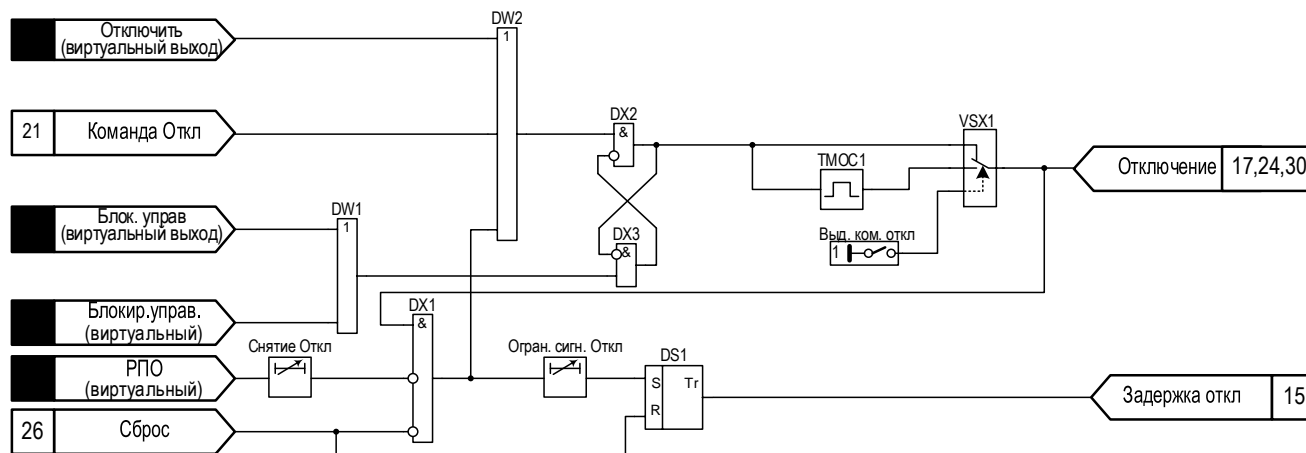 DW2
Отключить
(виртуальный выход)
1
21 Команда Откл
DX2
&
VSX1
TMOC1
Отключение 17,24,30
Блок. управ
(виртуальный выход)
DW1
1
DX3
&
Выд. ком. откл
1
Блокир.управ.
(виртуальный)
DX1
&
Снятие Откл
Огран. сигн. Откл
DS1
РПО
(виртуальный)
S Tr
R
Задержка откл 15
26 Сброс